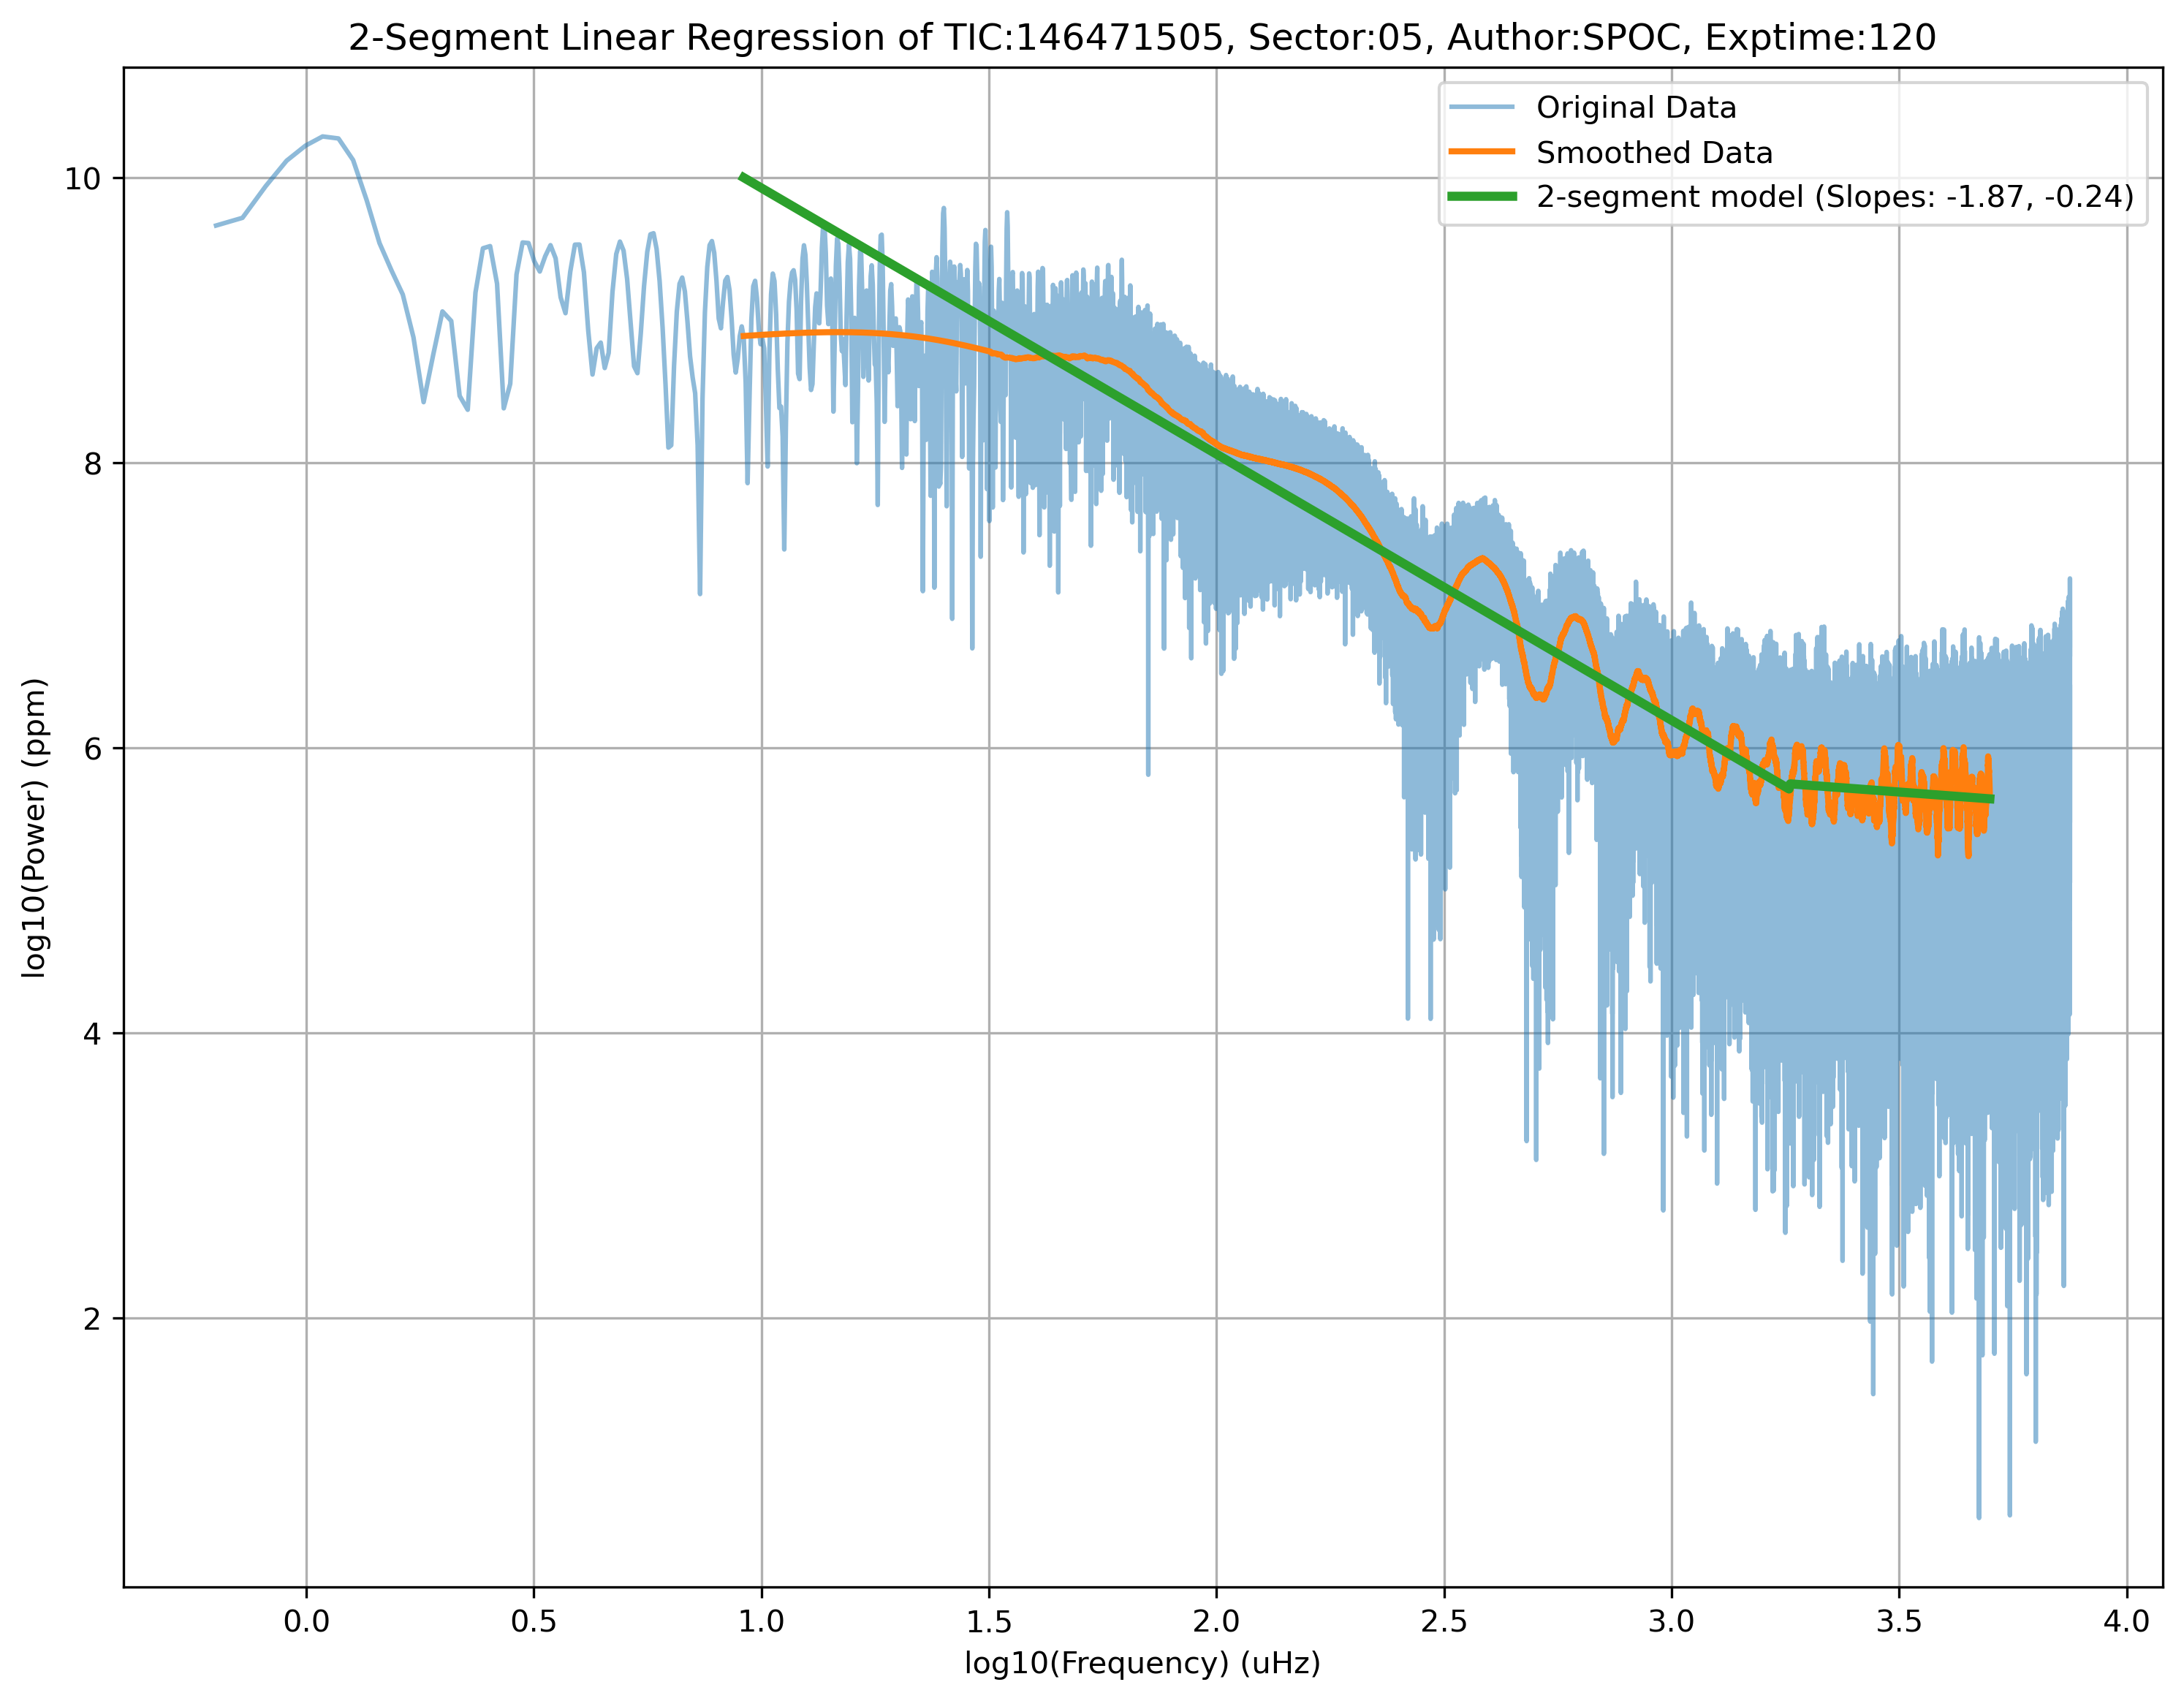 2-Segment Linear Regression of TIC:146471505, Sector:05, Author:SPOC, Exptime:120
Original Data
Smoothed Data
2-segment model (Slopes: -1.87, -0.24)
log10(Power) (ppm)
10
8
6
4
2
0.0 0.5 1.0 1.5 2.0 2.5 3.0 3.5 4.0
log10(Frequency) (uHz)